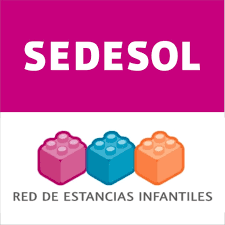 SEDESOL
RED DE ESTANCIAS INFANTILES